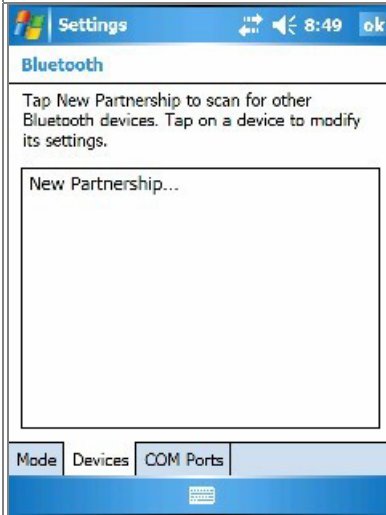 Settings 8:49 ok
Bluetooth
Tap New Partnership to scan for other
Bluetooth devices. Tap on a device to modify
its settings.
New Partnership...
Mode Devices COM Ports